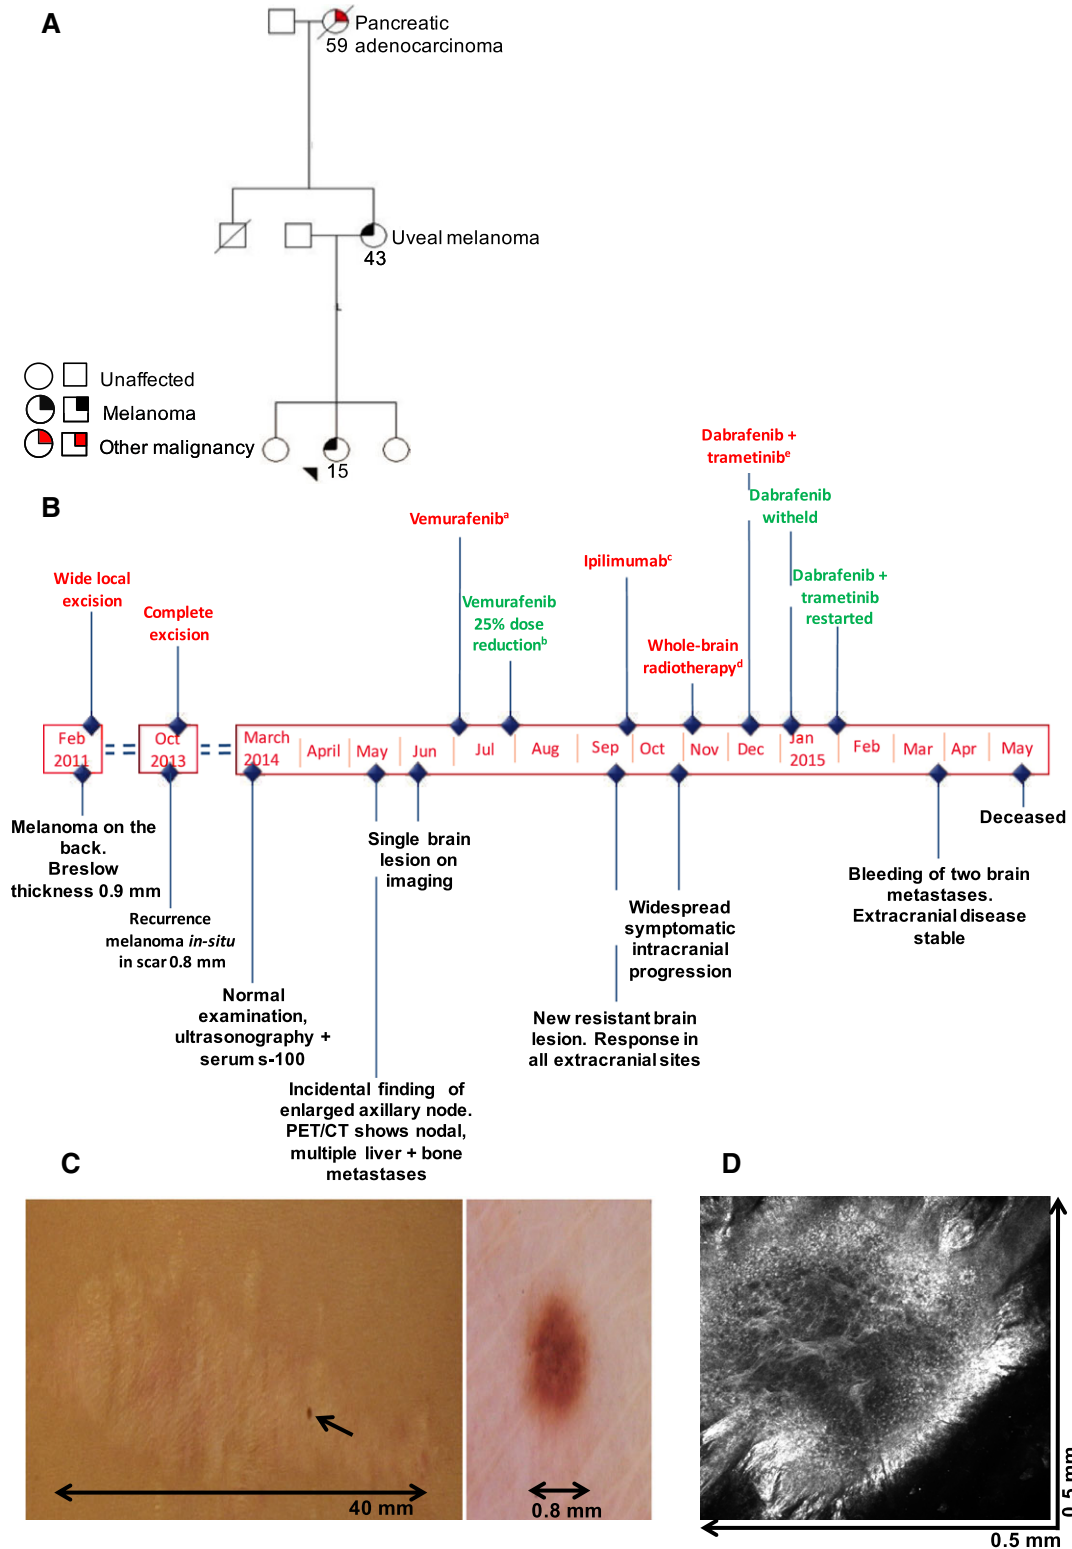 A
Pancreatic
59 adenocarcinoma
Uveal melanoma
43
L
Unaffected
Melanoma
Other malignancy
15
B
Dabrafenib +
trametinibᵉ
Dabrafenib
witheld
Vemurafenibᵃ
Ipilimumabᶜ
Wide local
excision
Dabrafenib +
trametinib
restarted
Vemurafenib
25% dose
reductionᵇ
Complete
excision
Whole-brain
radiotherapyᵈ
Feb
2011
Oct
2013
March
2014
April
May
Jun
Jul
Aug
Sep
Oct
Nov
Dec
Jan
2015
Feb
Mar
Apr
May
Melanoma on the
back.
Breslow
thickness 0.9 mm
Recurrence
melanoma in-situ
in scar 0.8 mm
Normal
examination,
ultrasonography +
serum s-100
Incidental finding of
enlarged axillary node.
PET/CT shows nodal,
multiple liver + bone
metastases
Single brain
lesion on
imaging
New resistant brain
lesion. Response in
all extracranial sites
Widespread
symptomatic
intracranial
progression
Bleeding of two brain
metastases.
Extracranial disease
stable
Deceased
C
40 mm
0.8 mm
D
0.5 mm
0.5 mm